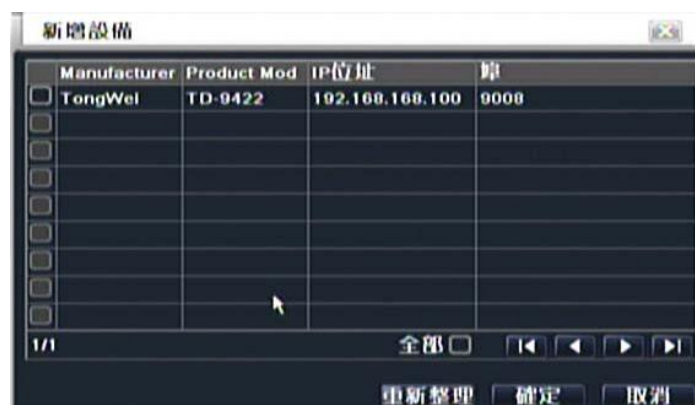 新增設備
Manufacturer Product Mod IP位址 埠
TongWei TD-9422 192.168.168.100 9008
1/1 全部
重新整理 確定 取消